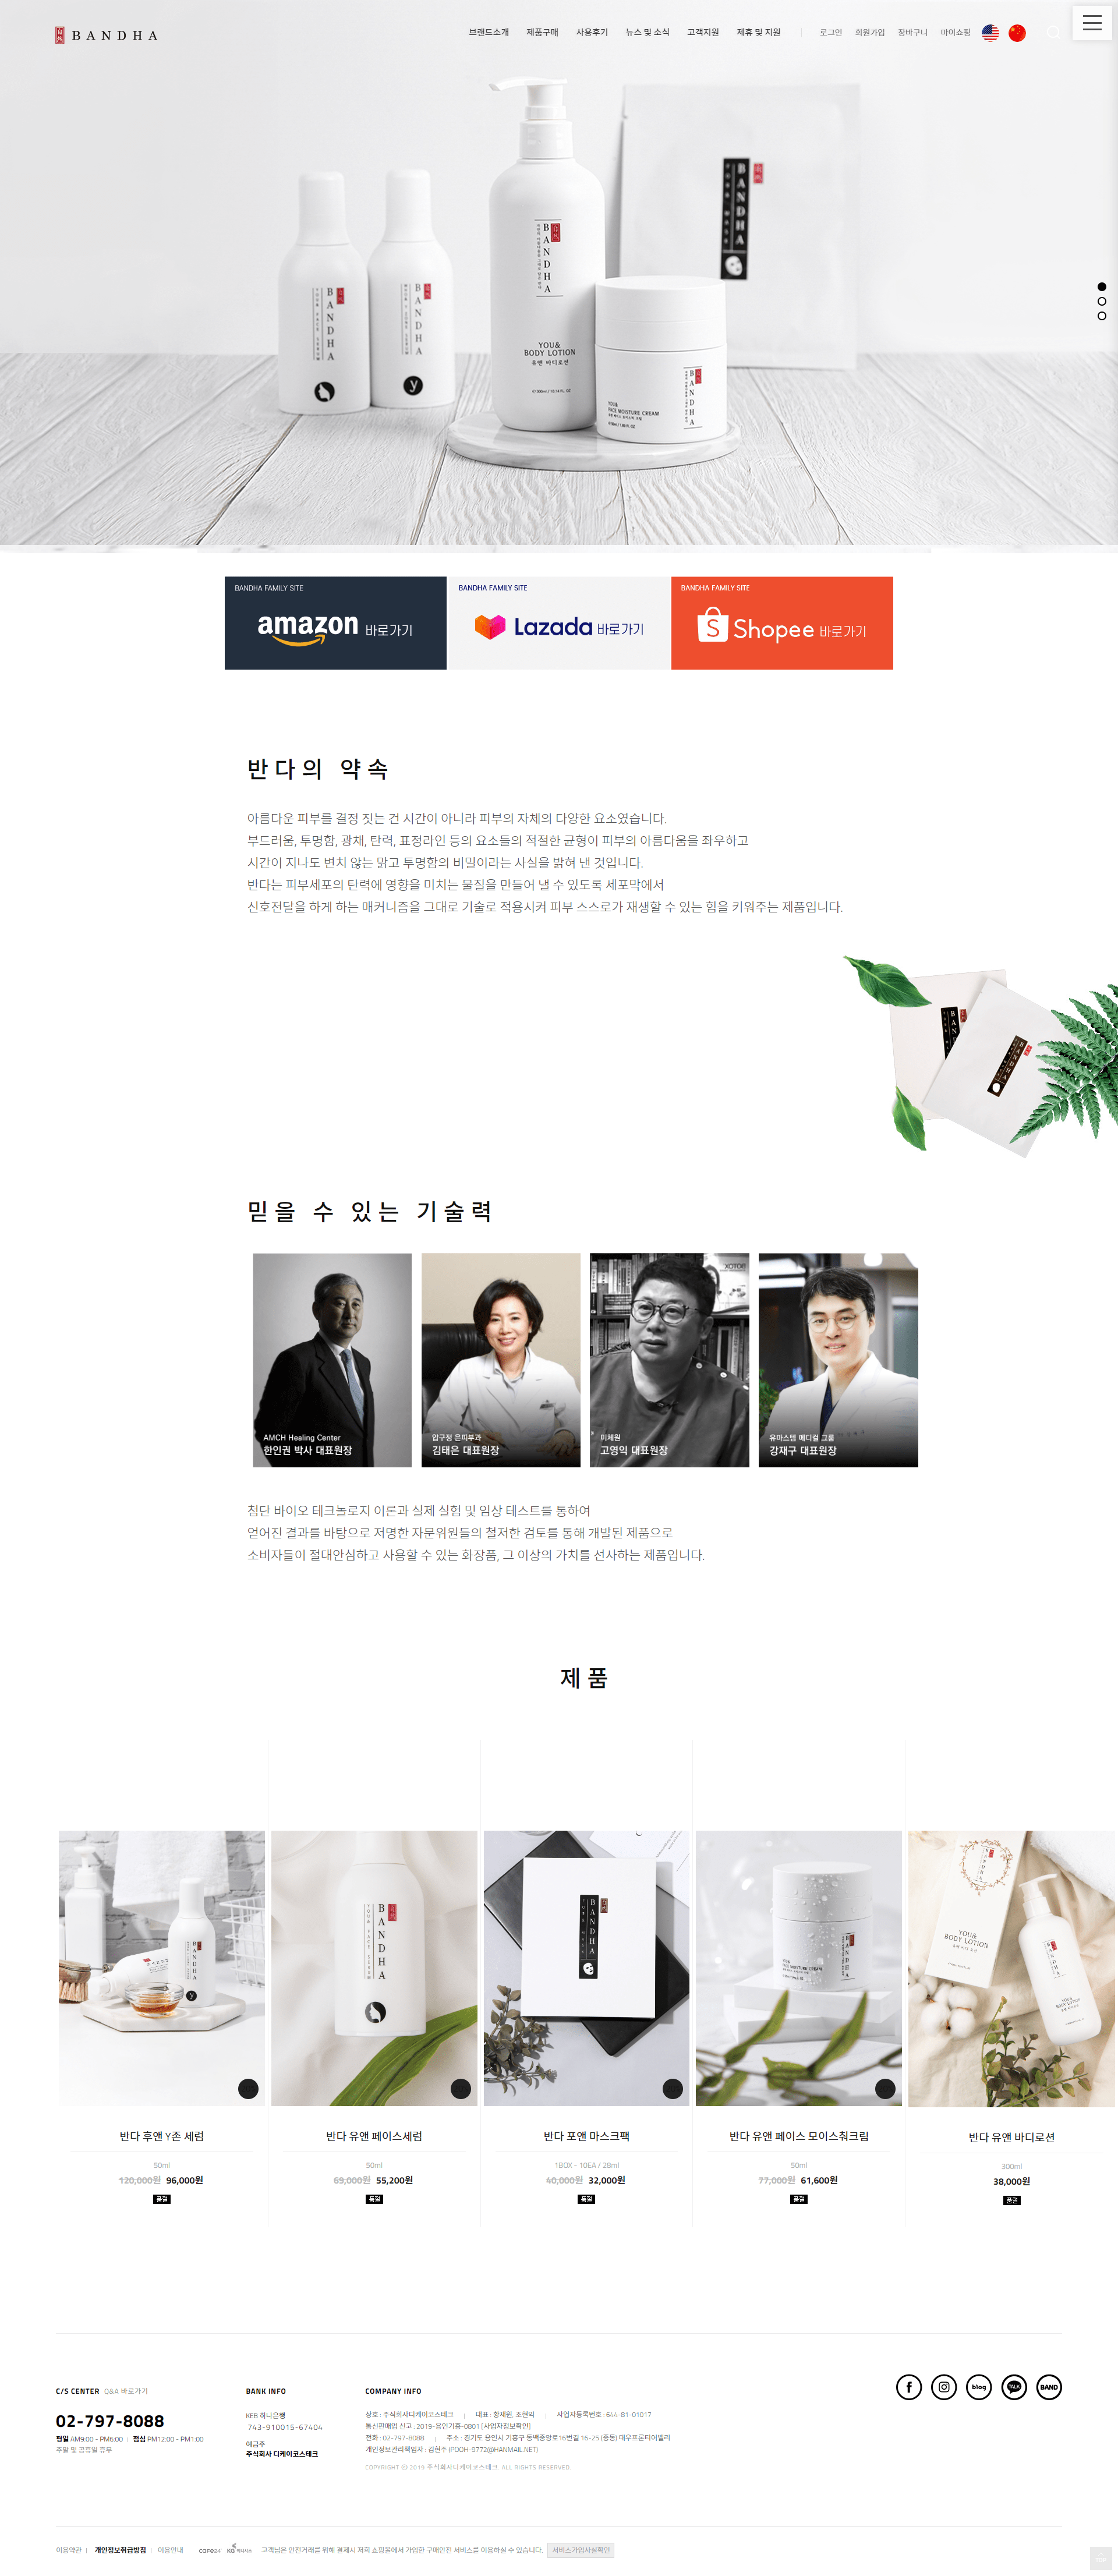 BANDHA
브랜드소개 제품구매 사용후기 뉴스 및 소식 고객지원 제휴 및 지원
로그인 회원가입 장바구니 마이쇼핑
BANDHA
BANDHA
BANDHA
BANDHA
YOU&
BODY LOTION
유앤 바디로션
YOU&
FACE MOISTURE CREAM
BANDHA
BANDHA FAMILY SITE
amazon 바로가기
BANDHA FAMILY SITE
Lazada 바로가기
BANDHA FAMILY SITE
Shopee 바로가기
반다의 약속
아름다운 피부를 결정 짓는 건 시간이 아니라 피부의 자체의 다양한 요소였습니다.
부드러움, 투명함, 광채, 탄력, 표정라인 등의 요소들의 적절한 균형이 피부의 아름다움을 좌우하고
시간이 지나도 변치 않는 맑고 투명함의 비밀이라는 사실을 밝혀 낸 것입니다.
반다는 피부세포의 탄력에 영향을 미치는 물질을 만들어 낼 수 있도록 세포막에서
신호전달을 하게 하는 매커니즘을 그대로 기술로 적용시켜 피부 스스로가 재생할 수 있는 힘을 키워주는 제품입니다.
BANDHA
믿을 수 있는 기술력
AMCH Healing Center
한인권 박사 대표원장
압구정 은피부과
김태은 대표원장
미체원
고영익 대표원장
유마스템 메디컬 그룹
강재구 대표원장
첨단 바이오 테크놀로지 이론과 실제 실험 및 임상 테스트를 통하여
얻어진 결과를 바탕으로 저명한 자문위원들의 철저한 검토를 통해 개발된 제품으로
소비자들이 절대안심하고 사용할 수 있는 화장품, 그 이상의 가치를 선사하는 제품입니다.
제품
BANDHA
BANDHA
BANDHA
BANDHA
YOU&
BODY LOTION
BANDHA
반다 후앤 Y존 세럼
50ml
120,000원 96,000원
품절
반다 유앤 페이스세럼
50ml
69,000원 55,200원
품절
반다 포앤 마스크팩
1BOX - 10EA / 28ml
40,000원 32,000원
품절
반다 유앤 페이스 모이스춰크림
50ml
77,000원 61,600원
품절
반다 유앤 바디로션
300ml
38,000원
품절
C/S CENTER Q&A 바로가기
02-797-8088
평일 AM9:00 - PM6:00 | 점심 PM12:00 - PM1:00
주말 및 공휴일 휴무
BANK INFO
KEB 하나은행
743-910015-67404
예금주
주식회사 디케이코스테크
COMPANY INFO
상호 : 주식회사디케이코스테크 | 대표 : 황재원, 조현익 | 사업자등록번호 : 644-81-01017
통신판매업 신고 : 2019-용인기흥-0801 [사업자정보확인]
전화 : 02-797-8088 | 주소 : 경기도 용인시 기흥구 동백중앙로16번길 16-25 (중동) 대우프론티어밸리
개인정보관리책임자 : 김현주 (POOH-9772@HANMAIL.NET)
COPYRIGHT ⓒ 2019 주식회사디케이코스테크. ALL RIGHTS RESERVED.
blog
TALK
BAND
이용약관 | 개인정보취급방침 | 이용안내
cafe24 KG 이니시스
고객님은 안전거래를 위해 결제시 저희 쇼핑몰에서 가입한 구매안전 서비스를 이용하실 수 있습니다. 서비스가입사실확인
TOP